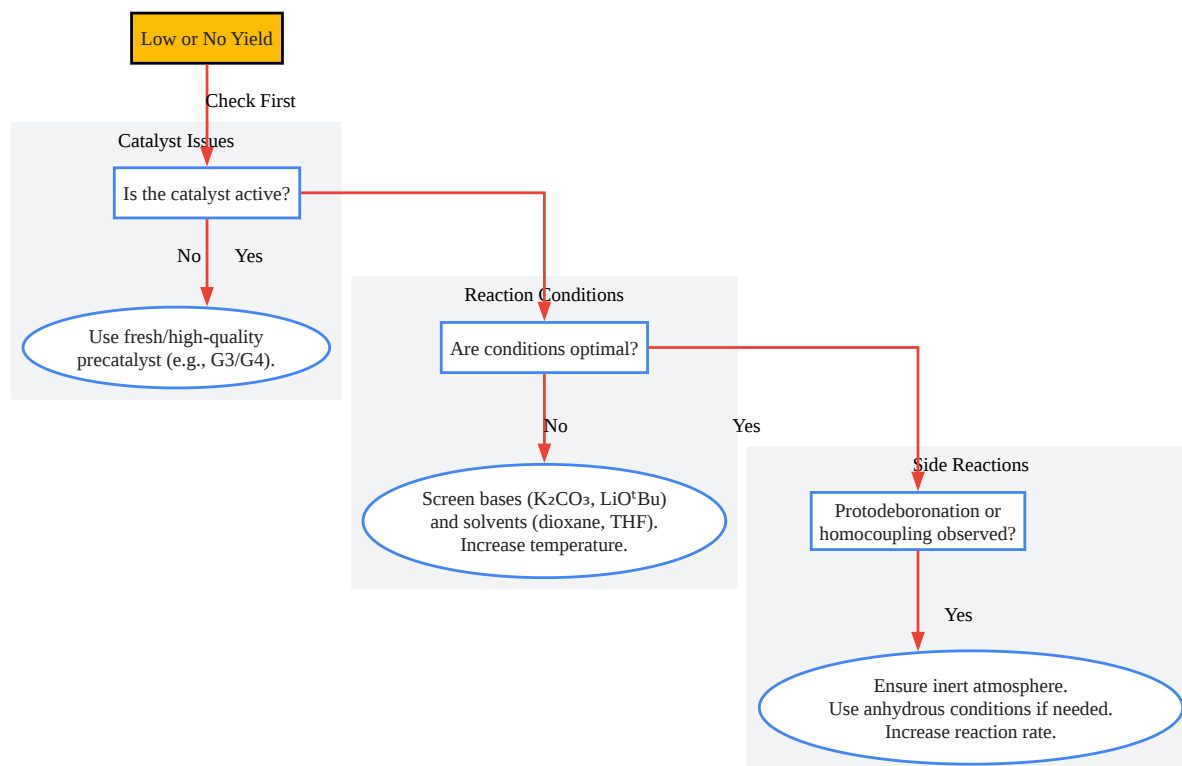 Low or No Yield
Check First
Catalyst Issues
Is the catalyst active?
No
Yes
Use fresh/high-quality
precatalyst (e.g., G3/G4).
Reaction Conditions
Are conditions optimal?
No
Yes
Screen bases (K₂CO₃, LiOᵗBu)
and solvents (dioxane, THF).
Increase temperature.
Side Reactions
Protodeboronation or
homocoupling observed?
Yes
Ensure inert atmosphere.
Use anhydrous conditions if needed.
Increase reaction rate.